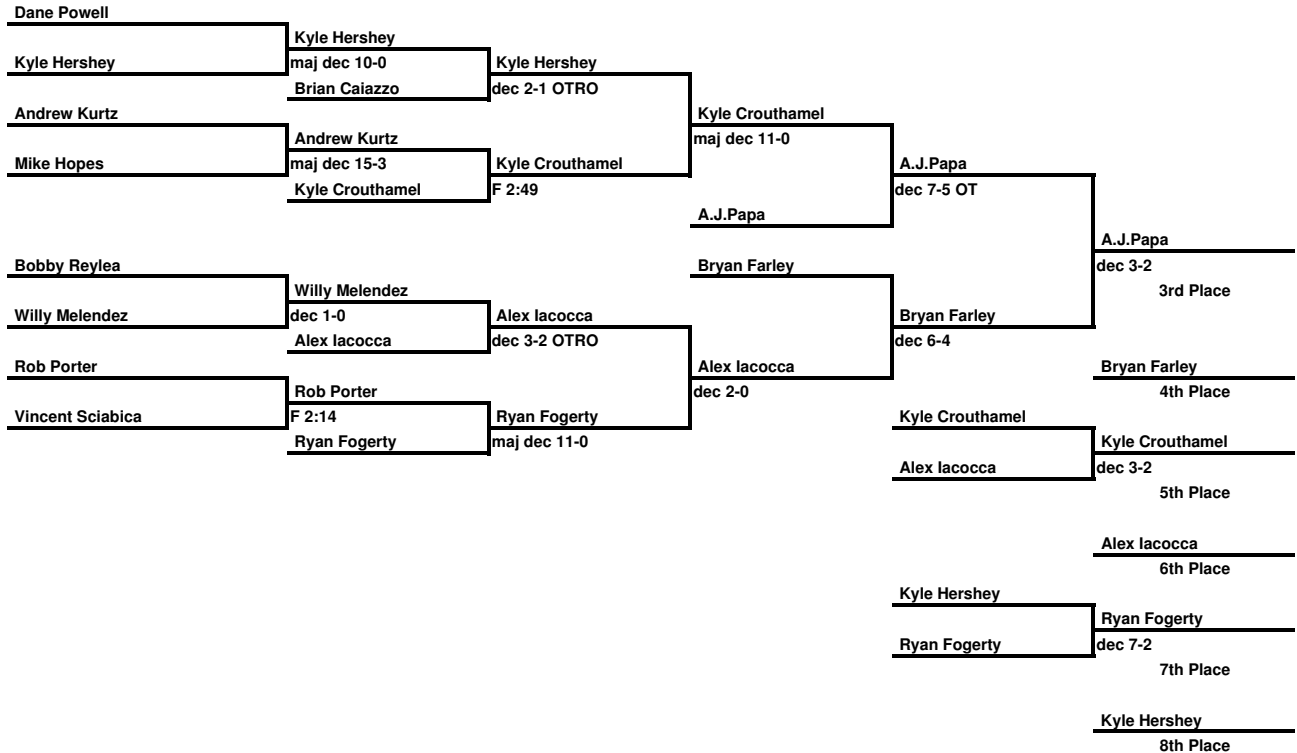 Dane Powell
Kyle Hershey
Kyle Hershey
maj dec 10-0
Kyle Hershey
Brian Caiazzo
dec 2-1 OTRO
Andrew Kurtz
Kyle Crouthamel
Andrew Kurtz
maj dec 11-0
Mike Hopes
maj dec 15-3
Kyle Crouthamel
A.J.Papa
Kyle Crouthamel
F 2:49
dec 7-5 OT
A.J.Papa
A.J.Papa
Bobby Reylea
Bryan Farley
dec 3-2
Willy Melendez
3rd Place
Willy Melendez
dec 1-0
Alex Iacocca
Bryan Farley
Alex Iacocca
dec 3-2 OTRO
dec 6-4
Rob Porter
Alex Iacocca
Bryan Farley
Rob Porter
dec 2-0
4th Place
Vincent Sciabica
F 2:14
Ryan Fogerty
Kyle Crouthamel
Ryan Fogerty
maj dec 11-0
Kyle Crouthamel
Alex Iacocca
dec 3-2
5th Place
Alex Iacocca
6th Place
Kyle Hershey
Ryan Fogerty
Ryan Fogerty
dec 7-2
7th Place
Kyle Hershey
8th Place